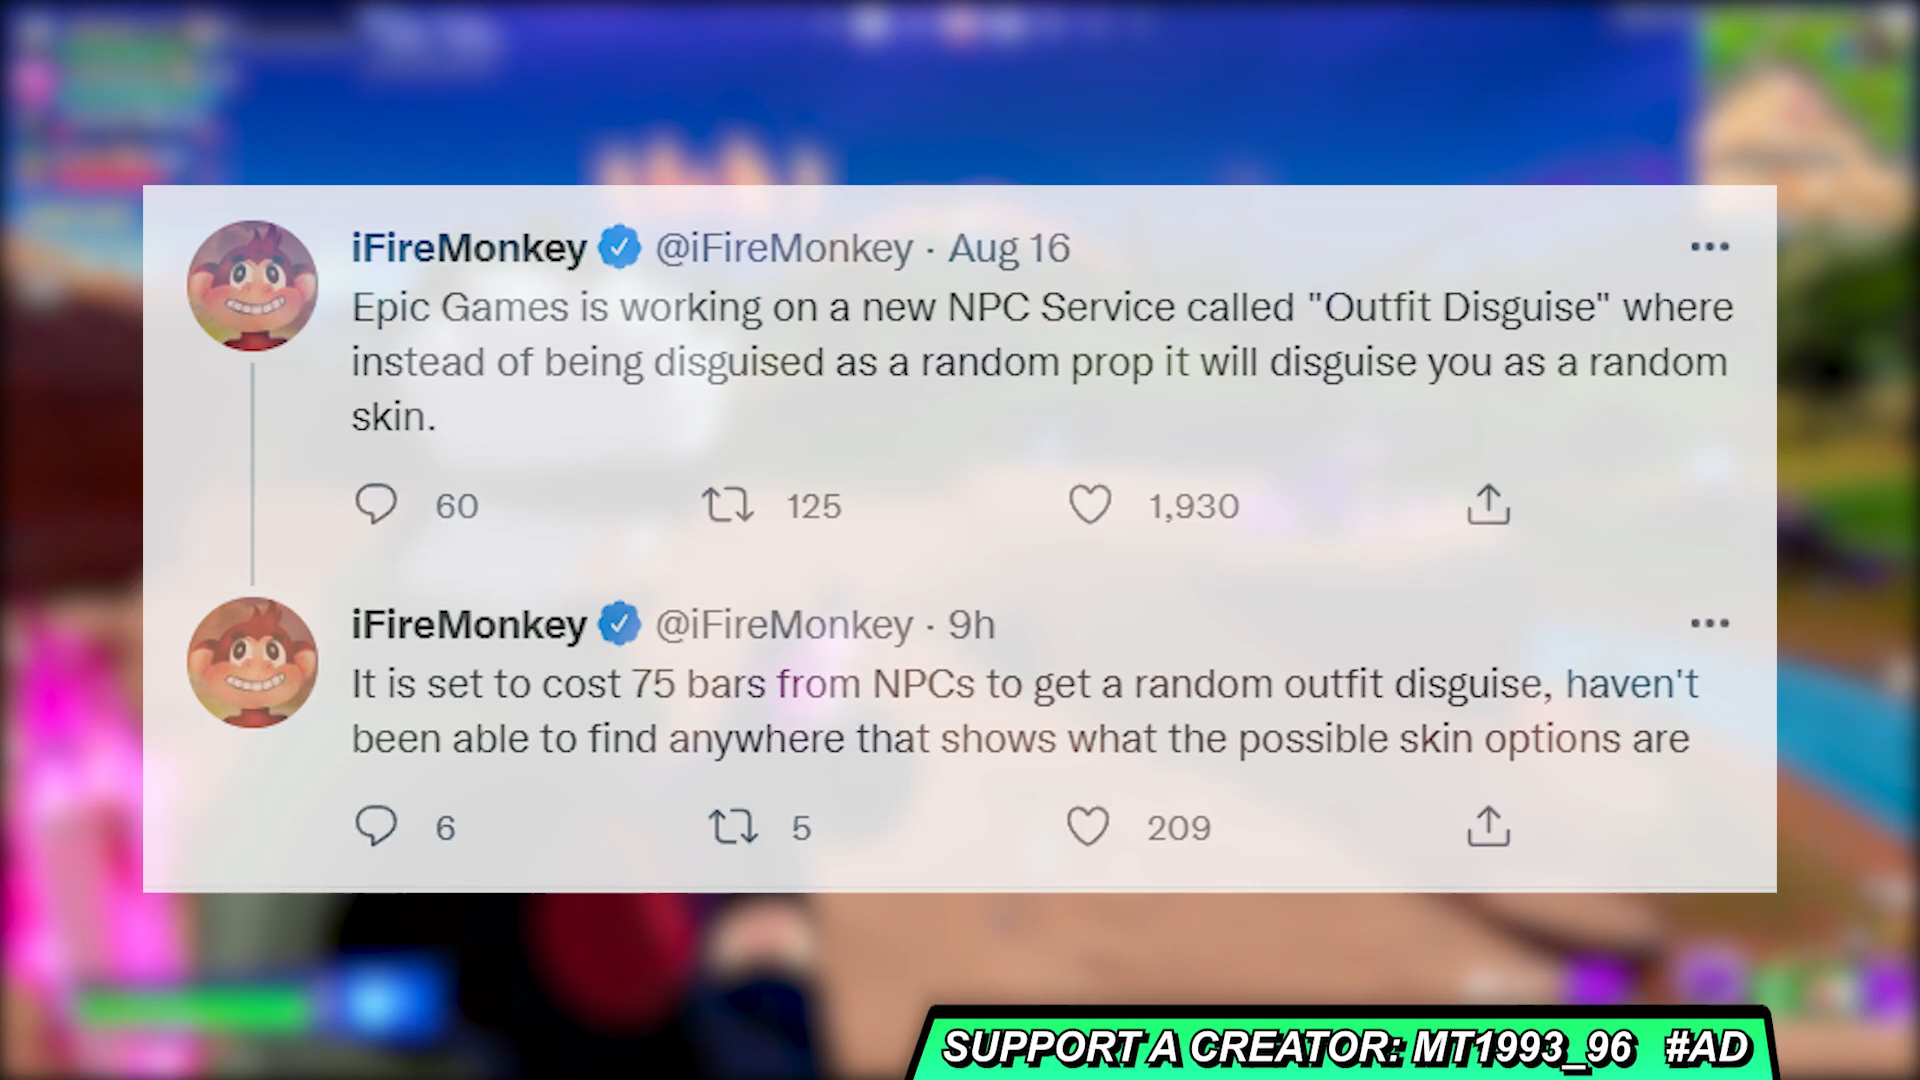 iFireMonkey @iFireMonkey · Aug 16
Epic Games is working on a new NPC Service called "Outfit Disguise" where
instead of being disguised as a random prop it will disguise you as a random
skin.
60 125 1,930
iFireMonkey @iFireMonkey · 9h
It is set to cost 75 bars from NPCs to get a random outfit disguise, haven't
been able to find anywhere that shows what the possible skin options are
6 5 209
SUPPORT A CREATOR: MT1993_96 #AD